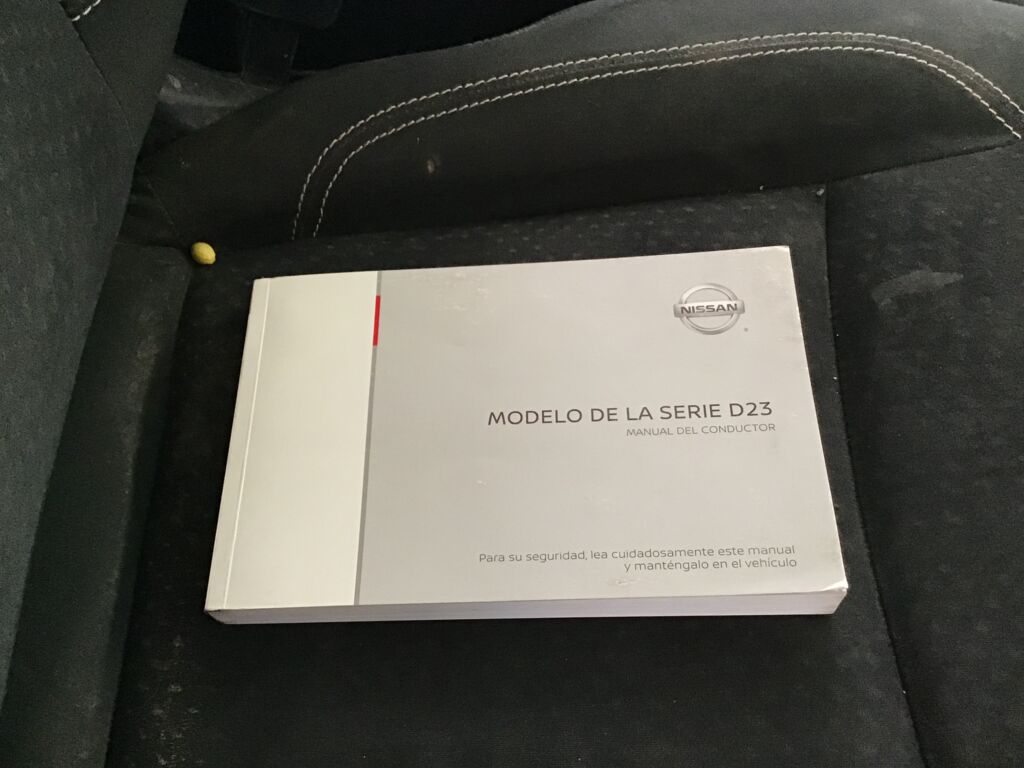 NISSAN
MODELO DE LA SERIE D23
MANUAL DEL CONDUCTOR
Para su seguridad, lea cuidadosamente este manual
y manténgalo en el vehículo